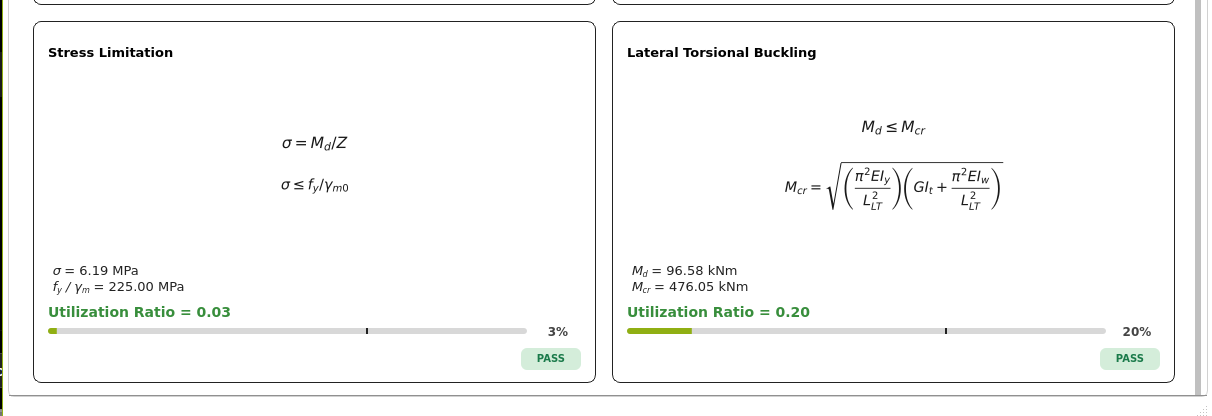 Stress Limitation
σ = M_d/Z
σ ≤ f_y/γ_m0
σ = 6.19 MPa
f_y / γ_m = 225.00 MPa
Utilization Ratio = 0.03
3%
PASS
Lateral Torsional Buckling
M_d ≤ M_cr
M_cr = √((π²EI_y/L²_LT)(GI_t + π²EI_w/L²_LT))
M_d = 96.58 kNm
M_cr = 476.05 kNm
Utilization Ratio = 0.20
20%
PASS